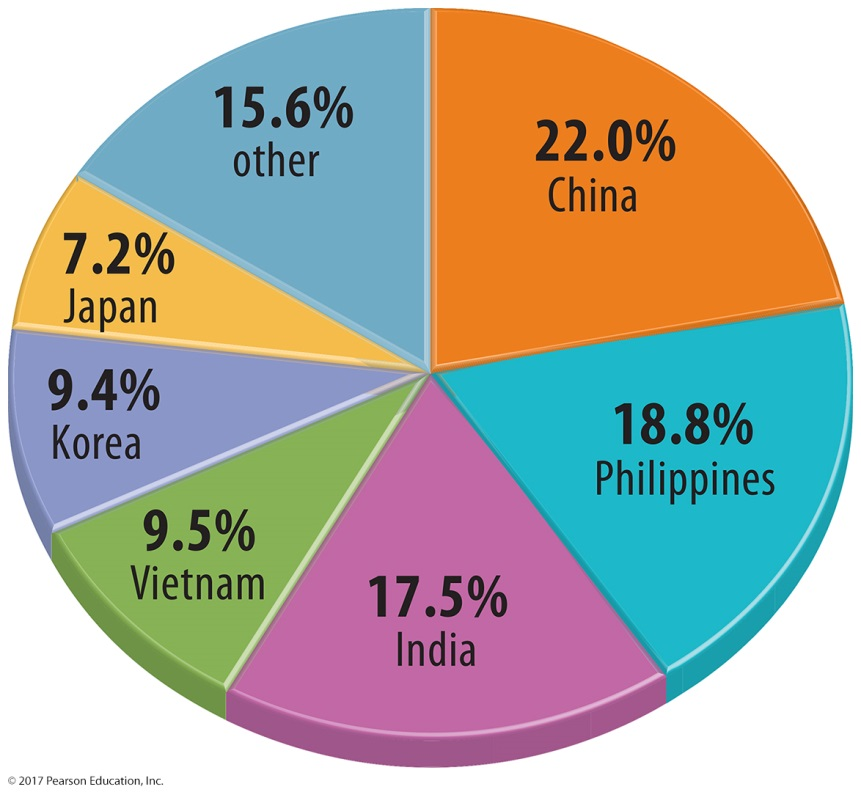 15.6%
other
22.0%
China
7.2%
Japan
9.4%
Korea
18.8%
Philippines
9.5%
Vietnam
17.5%
India
© 2017 Pearson Education, Inc.